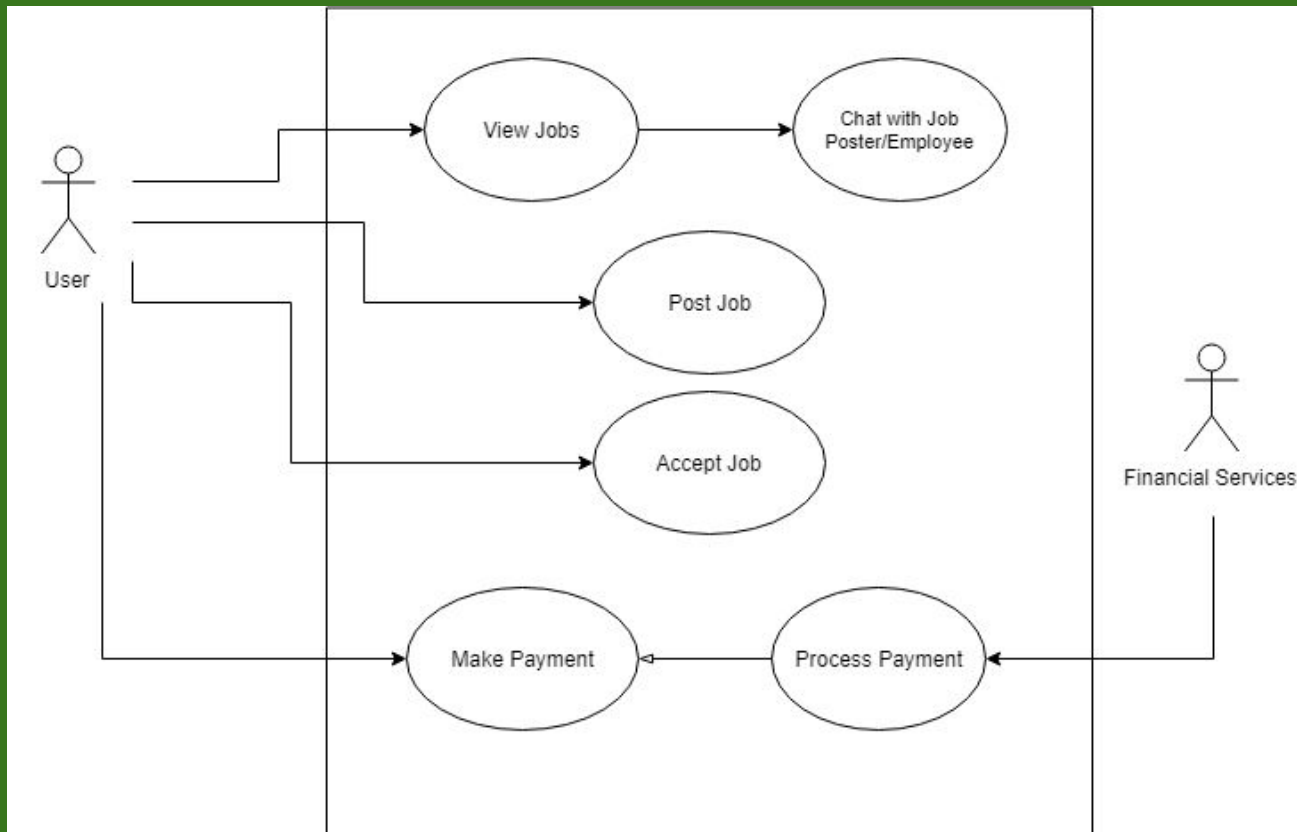 View Jobs
Chat with Job
Poster/Employee
User
Post Job
Accept Job
Financial Services
Make Payment
Process Payment